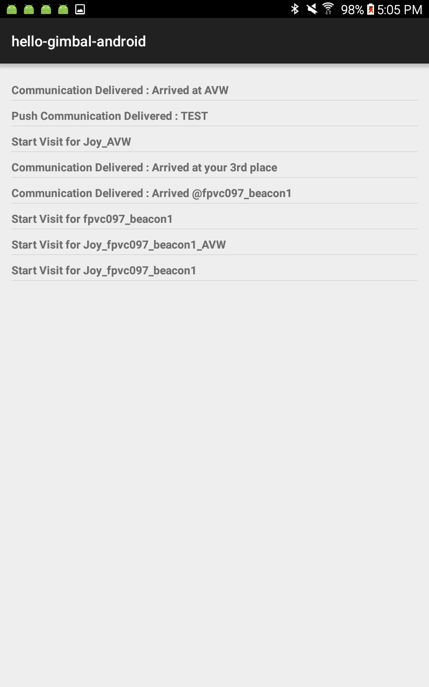 98% 5:05 PM
hello-gimbal-android
Communication Delivered : Arrived at AVW
Push Communication Delivered : TEST
Start Visit for Joy_AVW
Communication Delivered : Arrived at your 3rd place
Communication Delivered : Arrived @fpvc097_beacon1
Start Visit for fpvc097_beacon1
Start Visit for Joy_fpvc097_beacon1_AVW
Start Visit for Joy_fpvc097_beacon1